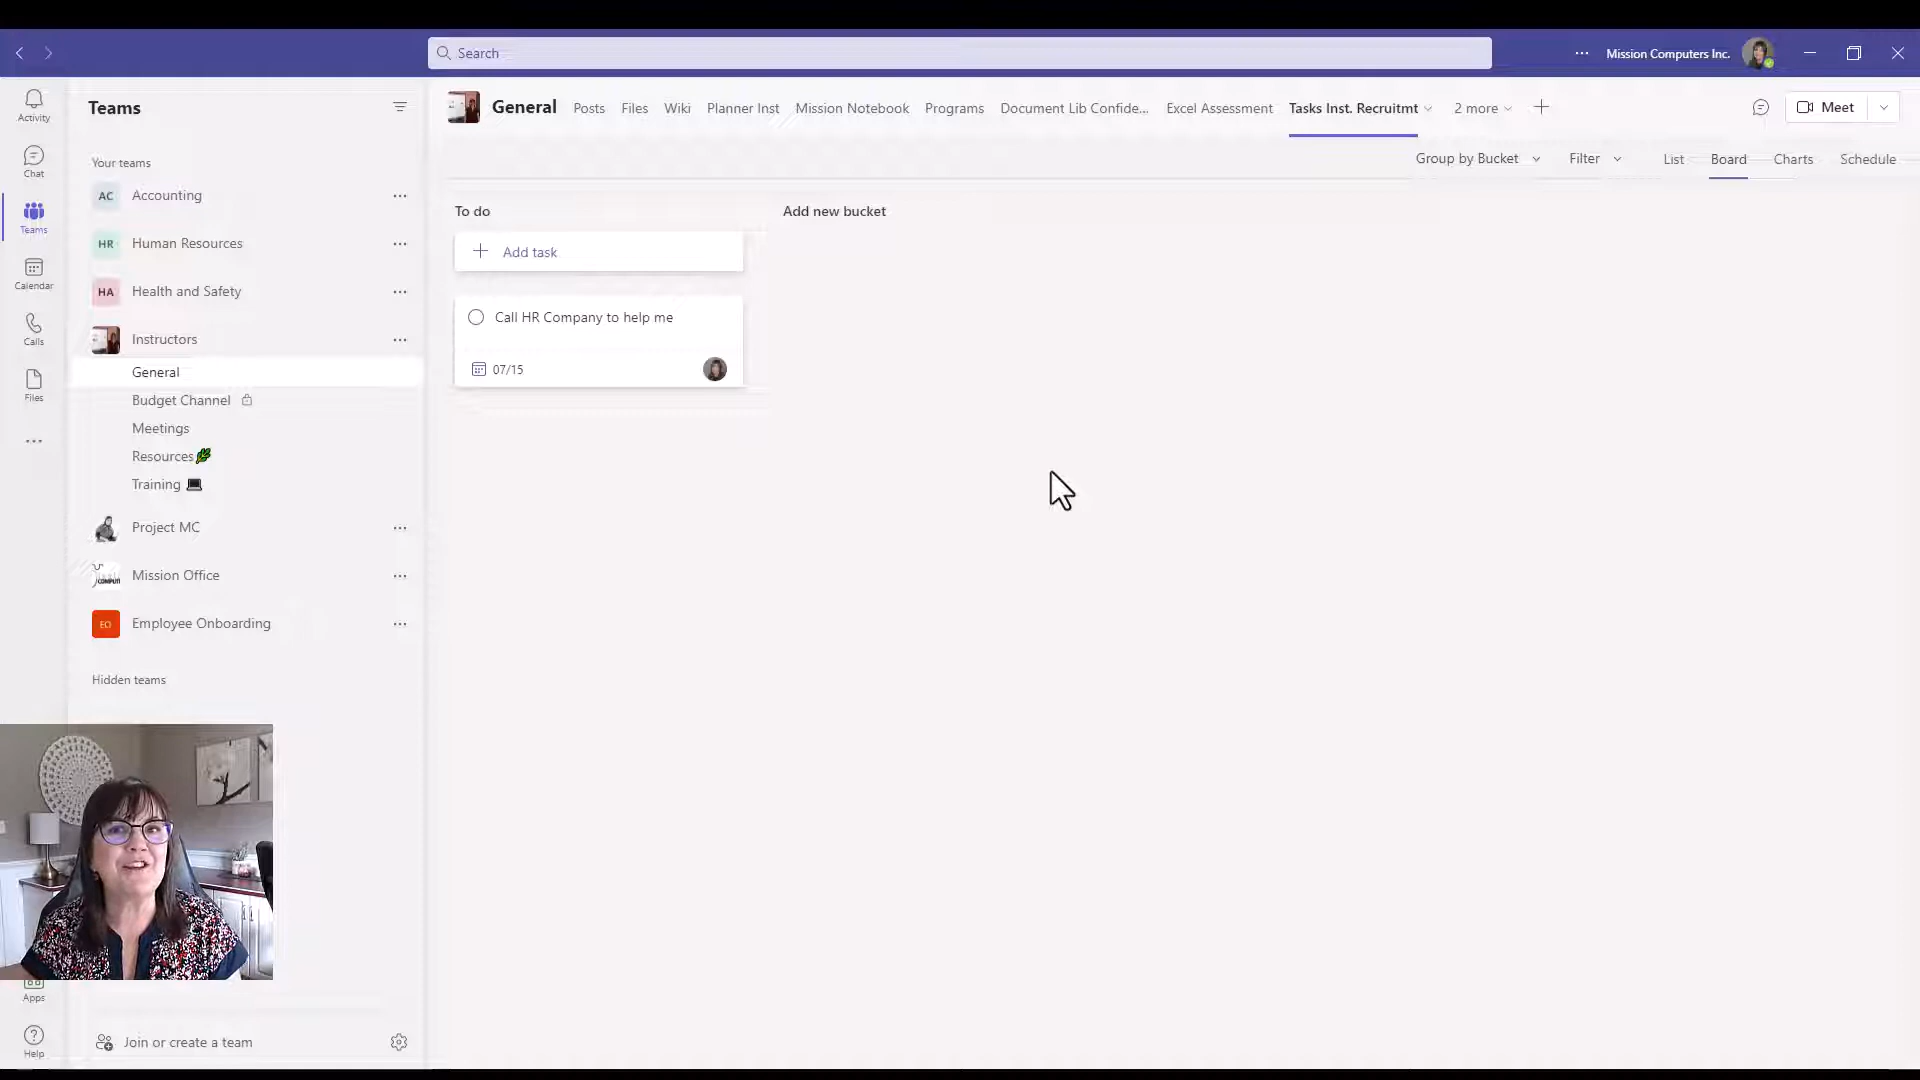 Search
Mission Computers Inc.
Activity
Chat
Teams
Calendar
Calls
Files
Apps
Help
Teams
Your teams
AC Accounting
HR Human Resources
HA Health and Safety
Instructors
General
Budget Channel
Meetings
Resources
Training
Project MC
Mission Office
EO Employee Onboarding
Hidden teams
Join or create a team
General Posts Files Wiki Planner Inst Mission Notebook Programs Document Lib Confide... Excel Assessment Tasks Inst. Recruitmt 2 more
Meet
Group by Bucket Filter List Board Charts Schedule
To do
Add new bucket
Add task
Call HR Company to help me
07/15